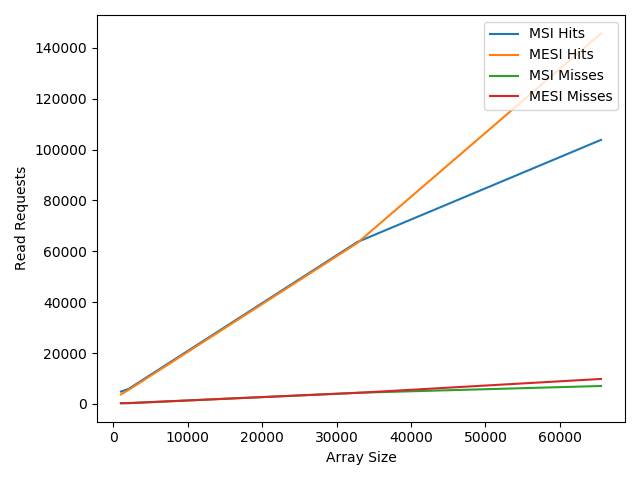 140000
120000
100000
80000
60000
40000
20000
0
Read Requests
0
10000
20000
30000
40000
50000
60000
Array Size
MSI Hits
MESI Hits
MSI Misses
MESI Misses